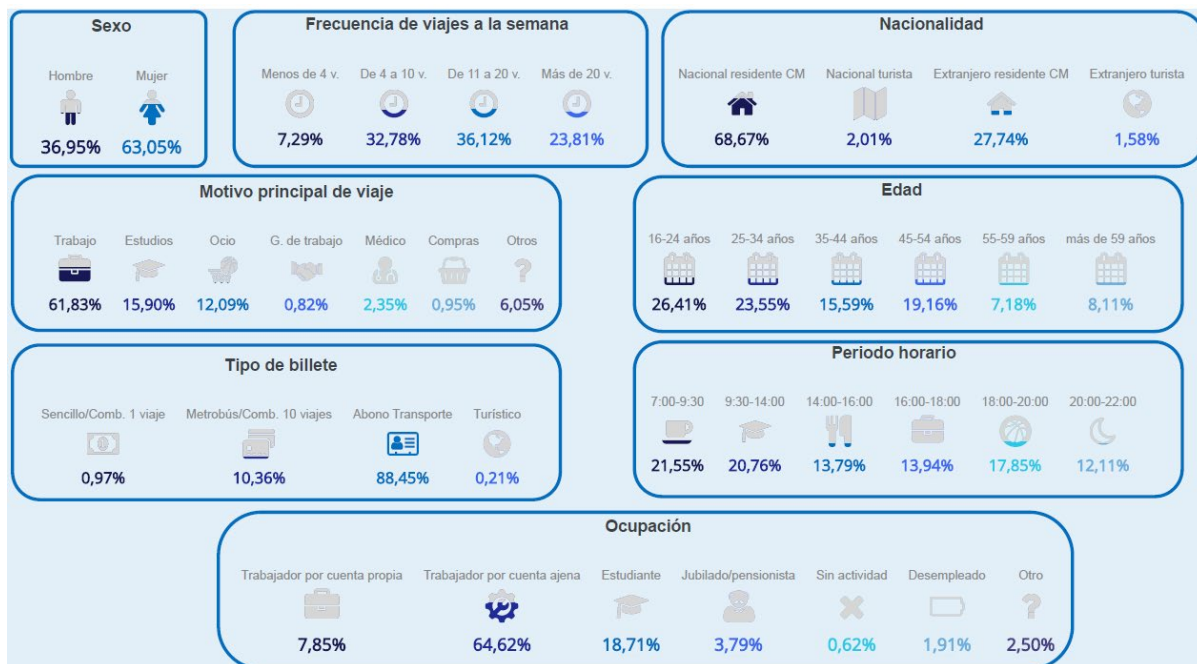 Sexo
Hombre Mujer
36,95% 63,05%
Frecuencia de viajes a la semana
Menos de 4 v. De 4 a 10 v. De 11 a 20 v. Más de 20 v.
7,29% 32,78% 36,12% 23,81%
Nacionalidad
Nacional residente CM Nacional turista Extranjero residente CM Extranjero turista
68,67% 2,01% 27,74% 1,58%
Motivo principal de viaje
Trabajo Estudios Ocio G. de trabajo Médico Compras Otros
?
61,83% 15,90% 12,09% 0,82% 2,35% 0,95% 6,05%
Edad
16-24 años 25-34 años 35-44 años 45-54 años 55-59 años más de 59 años
26,41% 23,55% 15,59% 19,16% 7,18% 8,11%
Tipo de billete
Sencillo/Comb. 1 viaje Metrobús/Comb. 10 viajes Abono Transporte Turístico
0,97% 10,36% 88,45% 0,21%
Periodo horario
7:00-9:30 9:30-14:00 14:00-16:00 16:00-18:00 18:00-20:00 20:00-22:00
21,55% 20,76% 13,79% 13,94% 17,85% 12,11%
Ocupación
Trabajador por cuenta propia Trabajador por cuenta ajena Estudiante Jubilado/pensionista Sin actividad Desempleado Otro
?
7,85% 64,62% 18,71% 3,79% 0,62% 1,91% 2,50%